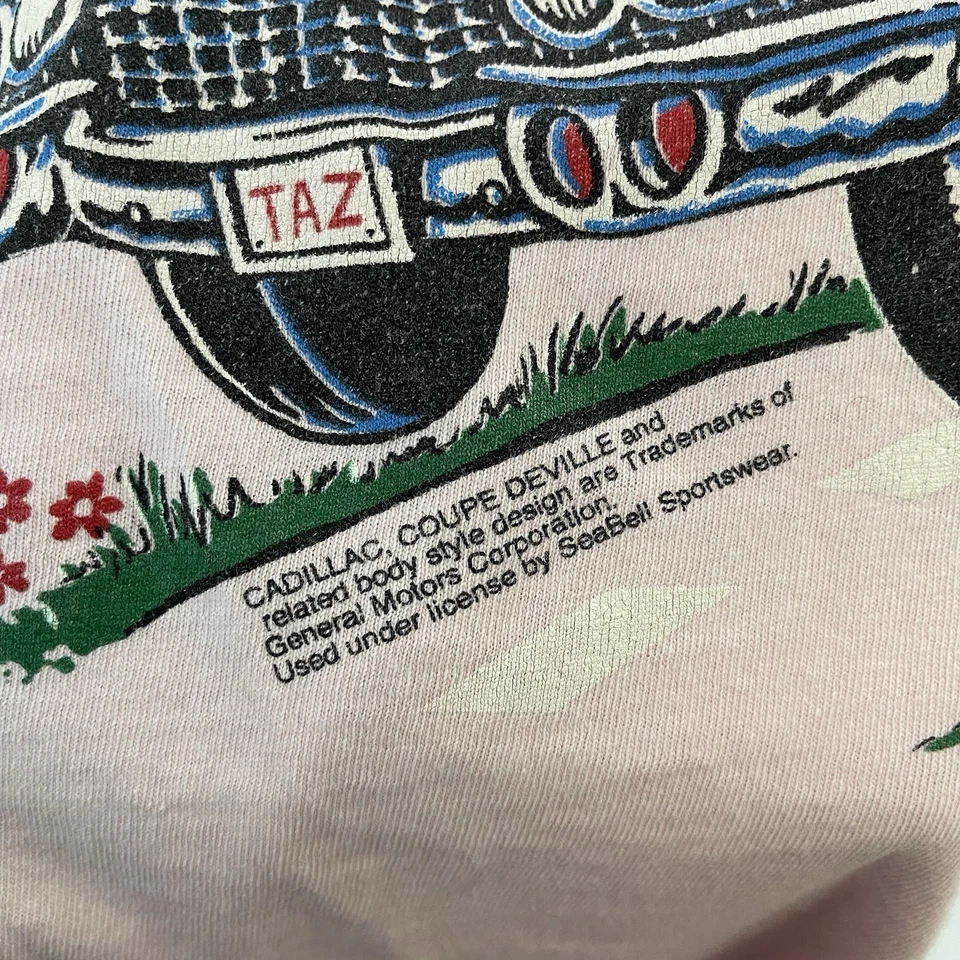 TAZ
CADILLAC, COUPE DEVILLE and
related body style design are Trademarks of
General Motors Corporation.
Used under license by SeaBell Sportswear.